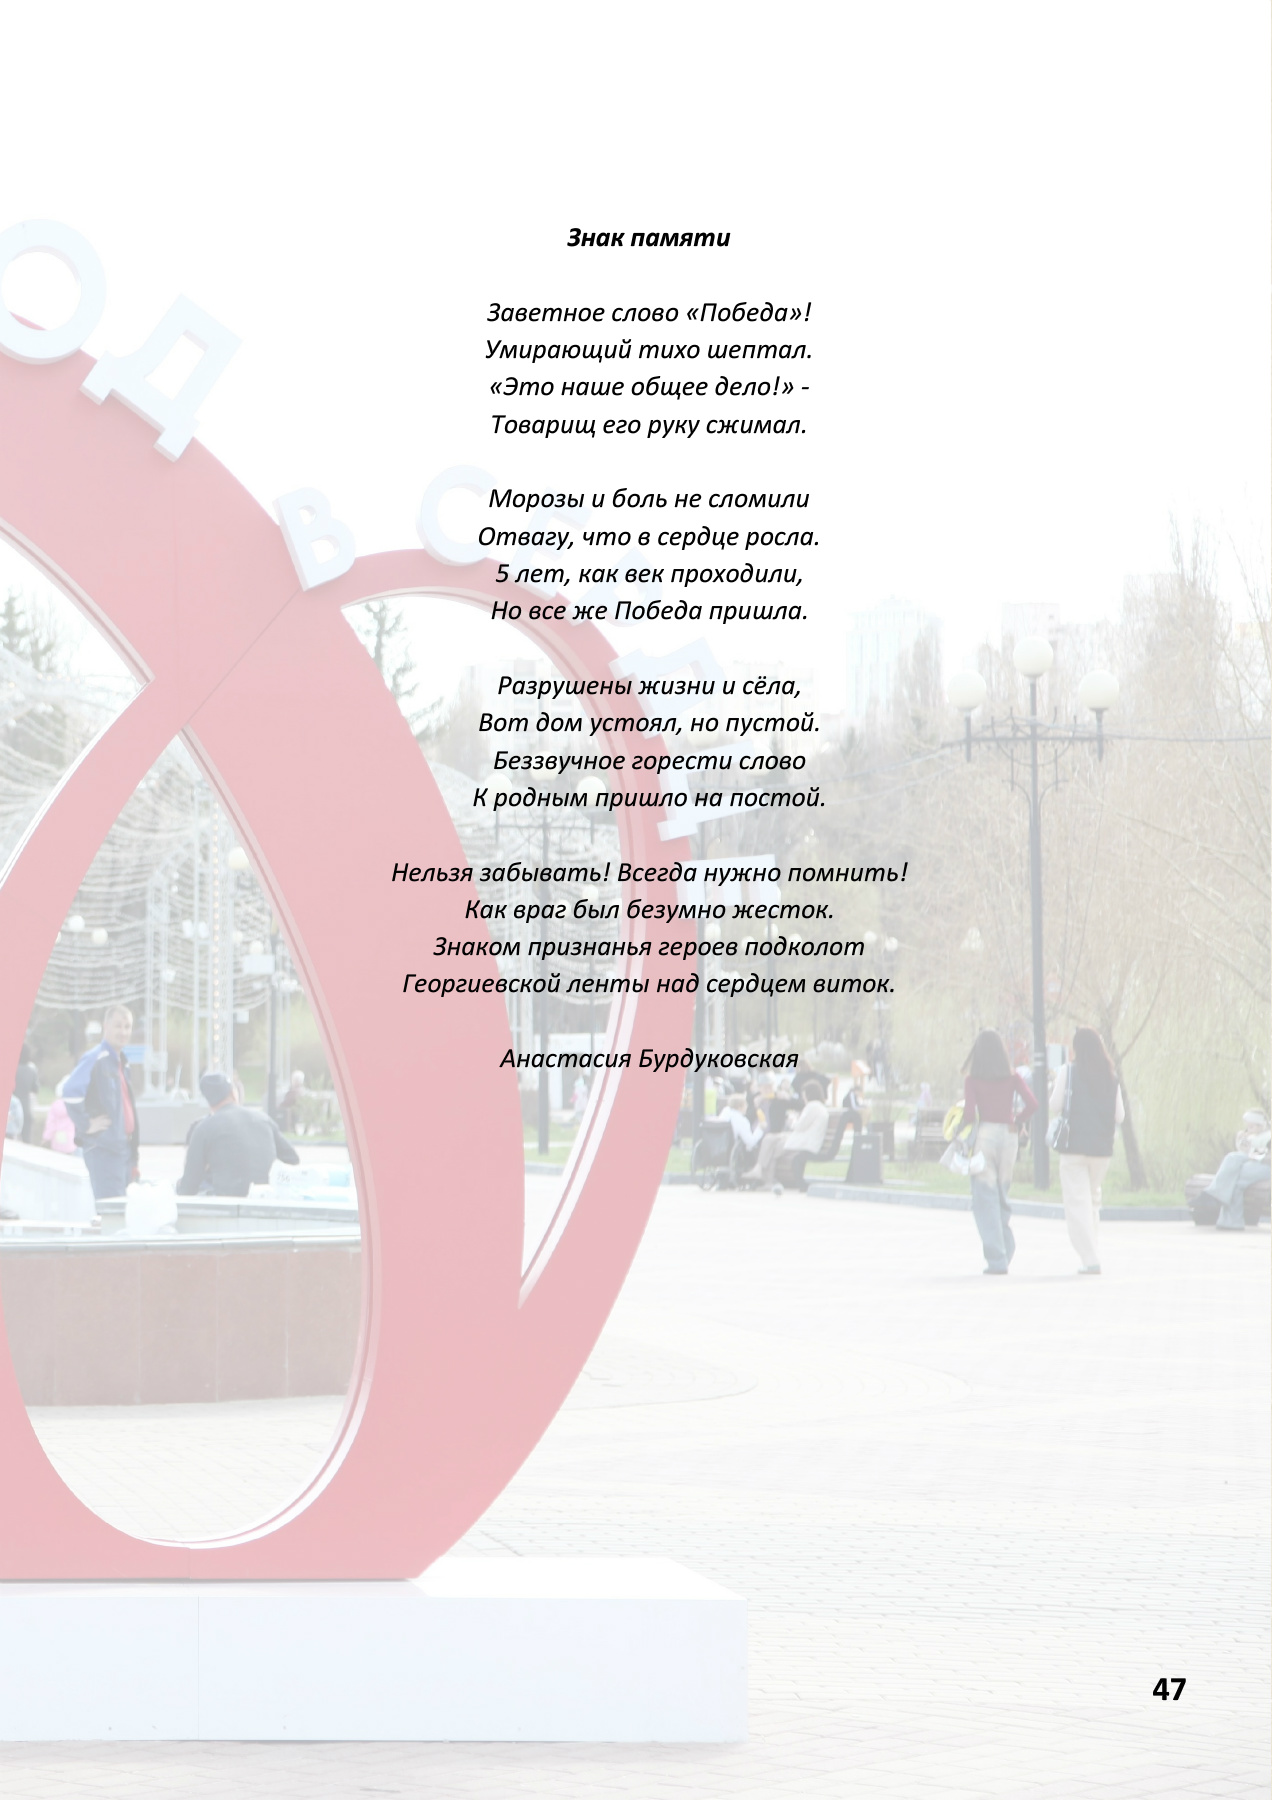 Знак памяти
Заветное слово «Победа»!
Умирающий тихо шептал.
«Это наше общее дело!» -
Товарищ его руку сжимал.
Морозы и боль не сломили
Отвагу, что в сердце росла.
5 лет, как век проходили,
Но все же Победа пришла.
Разрушены жизни и сёла,
Вот дом устоял, но пустой.
Беззвучное горести слово
К родным пришло на постой.
Нельзя забывать! Всегда нужно помнить!
Как враг был безумно жесток.
Знаком признанья героев подколот
Георгиевской ленты над сердцем виток.
Анастасия Бурдуковская
ОД В СЕРДЦЕ
47